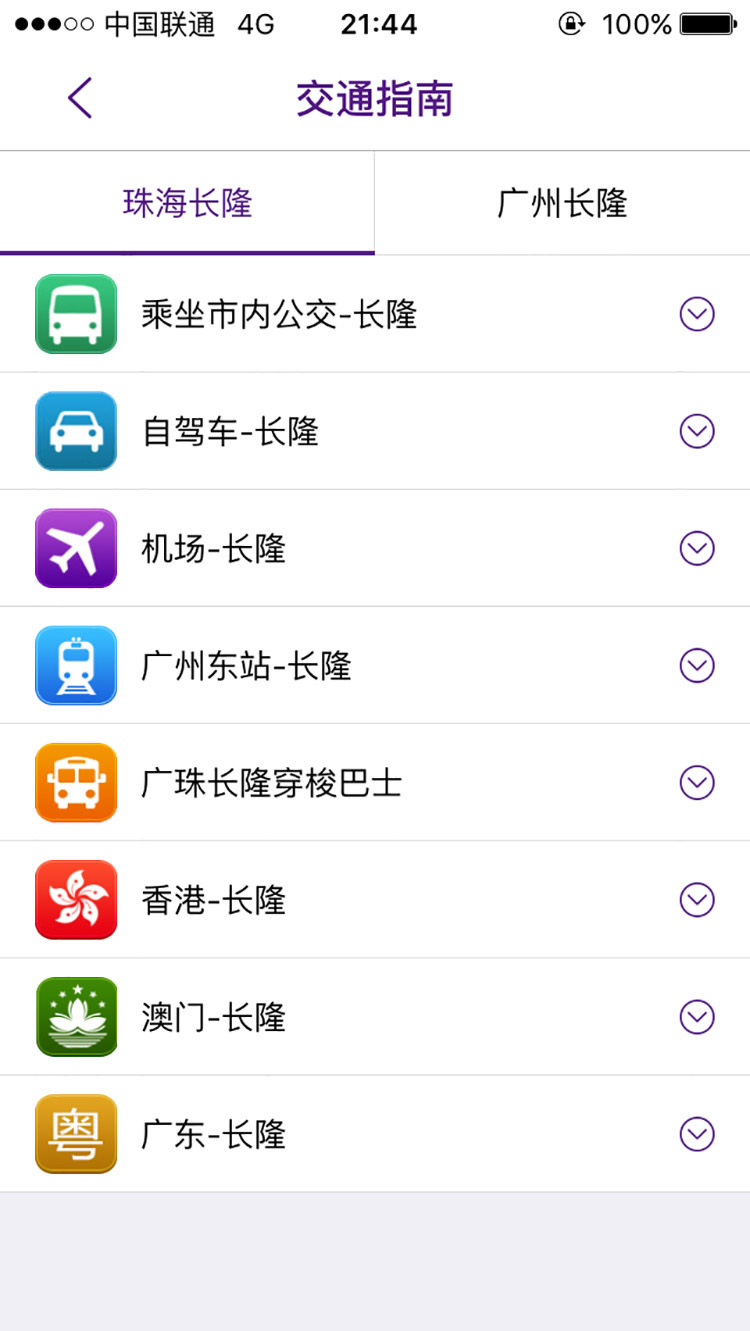 中国联通 4G 21:44 100%
交通指南
珠海长隆 广州长隆
乘坐市内公交-长隆
自驾车-长隆
机场-长隆
广州东站-长隆
广珠长隆穿梭巴士
香港-长隆
澳门-长隆
粤 广东-长隆